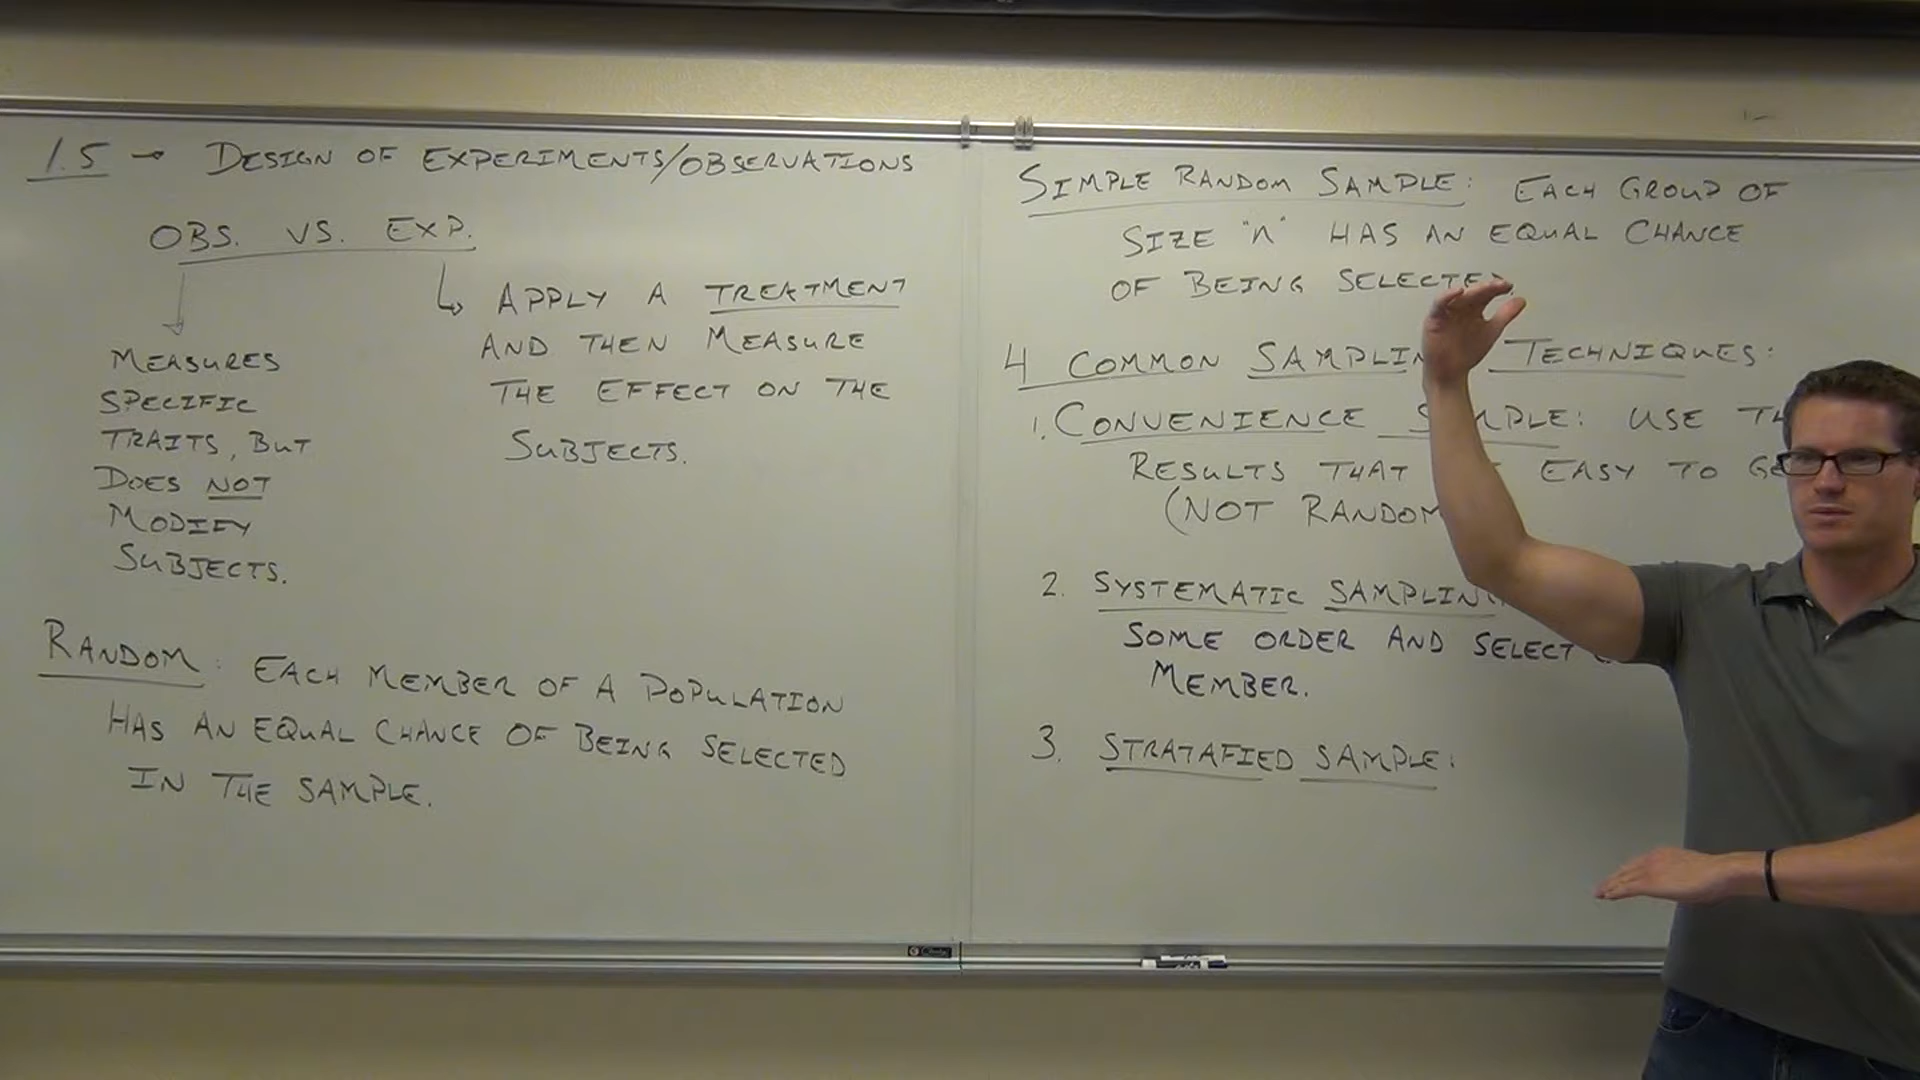 1.5 → DESIGN OF EXPERIMENTS/OBSERVATIONS
OBS. VS. EXP.
MEASURES
SPECIFIC
TRAITS, BUT
DOES NOT
MODIFY
SUBJECTS.
↳ APPLY A TREATMENT
AND THEN MEASURE
THE EFFECT ON THE
SUBJECTS.
RANDOM: EACH MEMBER OF A POPULATION
HAS AN EQUAL CHANCE OF BEING SELECTED
IN THE SAMPLE.
SIMPLE RANDOM SAMPLE: EACH GROUP OF
SIZE "n" HAS AN EQUAL CHANCE
OF BEING SELECTED
4 COMMON SAMPLIN TECHNIQUES:
1. CONVENIENCE S MPLE: USE TH
RESULTS THAT EASY TO GE
(NOT RANDOM
2. SYSTEMATIC SAMPLING
SOME ORDER AND SELECT
MEMBER.
3. STRATAFIED SAMPLE: